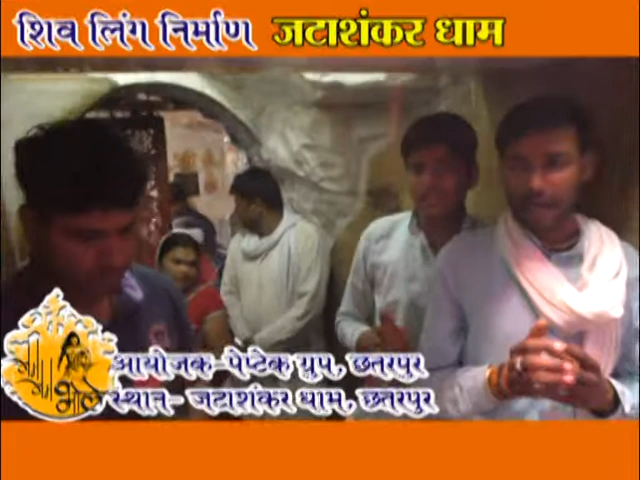 शिव लिंग निर्माण जटाशंकर धाम
आयोजक-पेप्टेक ग्रुप, छतरपुर
स्थान- जटाशंकर धाम, छतरपुर